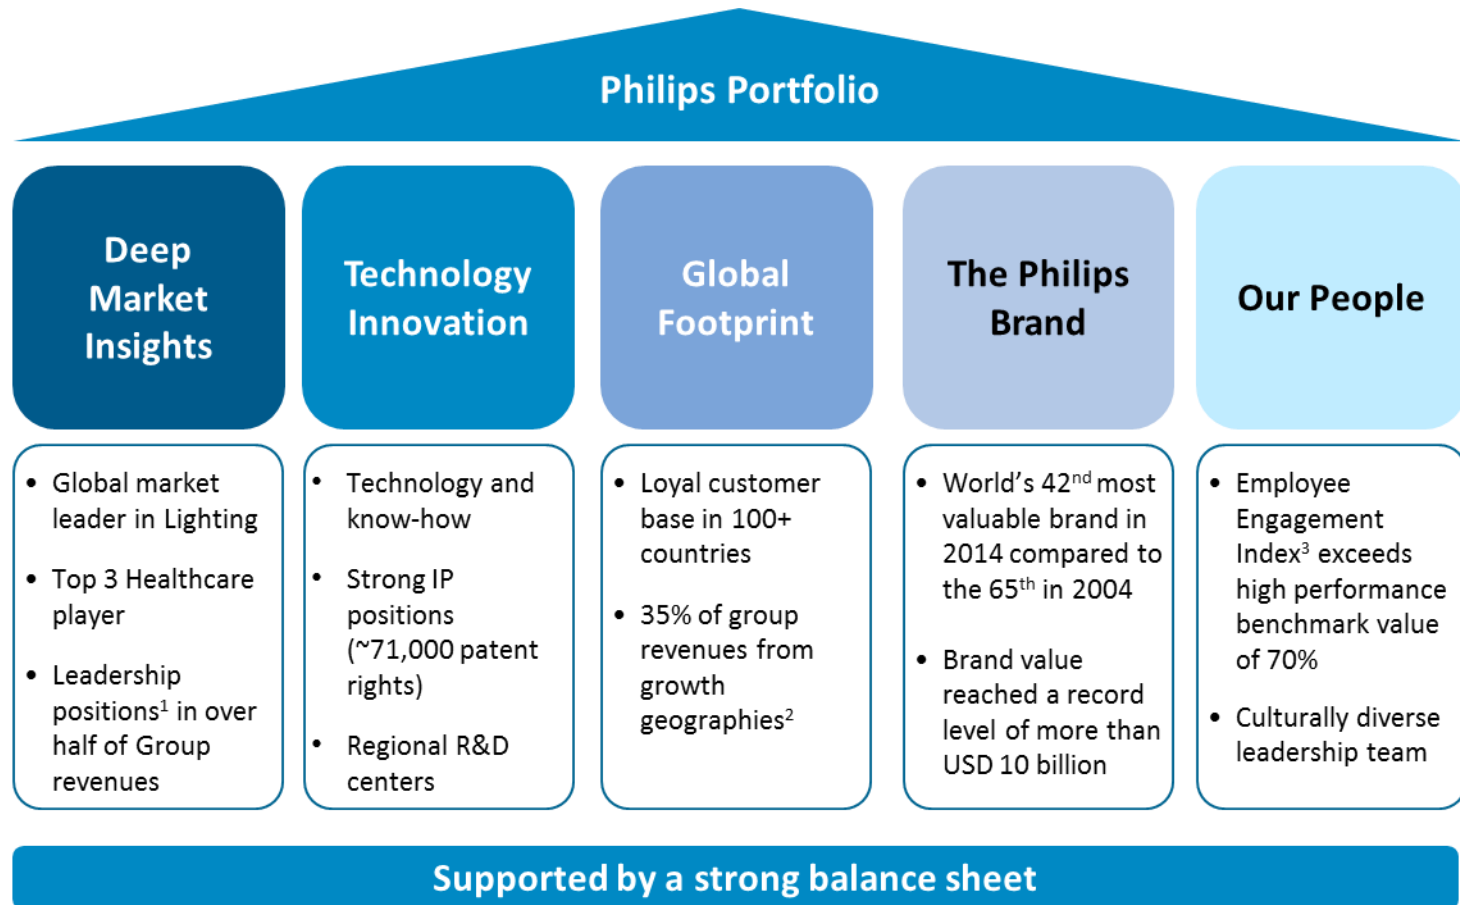 Philips Portfolio
Deep
Market
Insights
Technology
Innovation
Global
Footprint
The Philips
Brand
Our People
• Global market
leader in Lighting
• Top 3 Healthcare
player
• Leadership
positions¹ in over
half of Group
revenues
• Technology and
know-how
• Strong IP
positions
(~71,000 patent
rights)
• Regional R&D
centers
• Loyal customer
base in 100+
countries
• 35% of group
revenues from
growth
geographies²
• World’s 42ⁿᵈ most
valuable brand in
2014 compared to
the 65ᵗʰ in 2004
• Brand value
reached a record
level of more than
USD 10 billion
• Employee
Engagement
Index³ exceeds
high performance
benchmark value
of 70%
• Culturally diverse
leadership team
Supported by a strong balance sheet